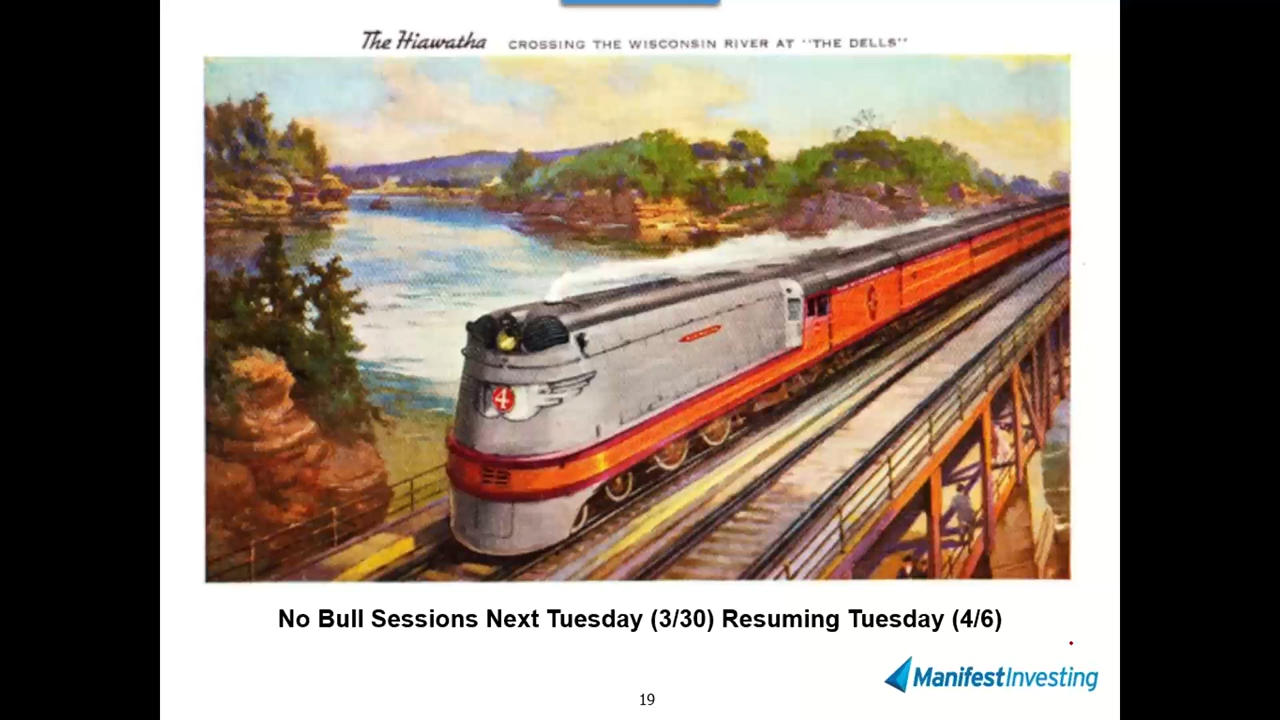 The Hiawatha CROSSING THE WISCONSIN RIVER AT "THE DELLS"
4
No Bull Sessions Next Tuesday (3/30) Resuming Tuesday (4/6)
ManifestInvesting
19